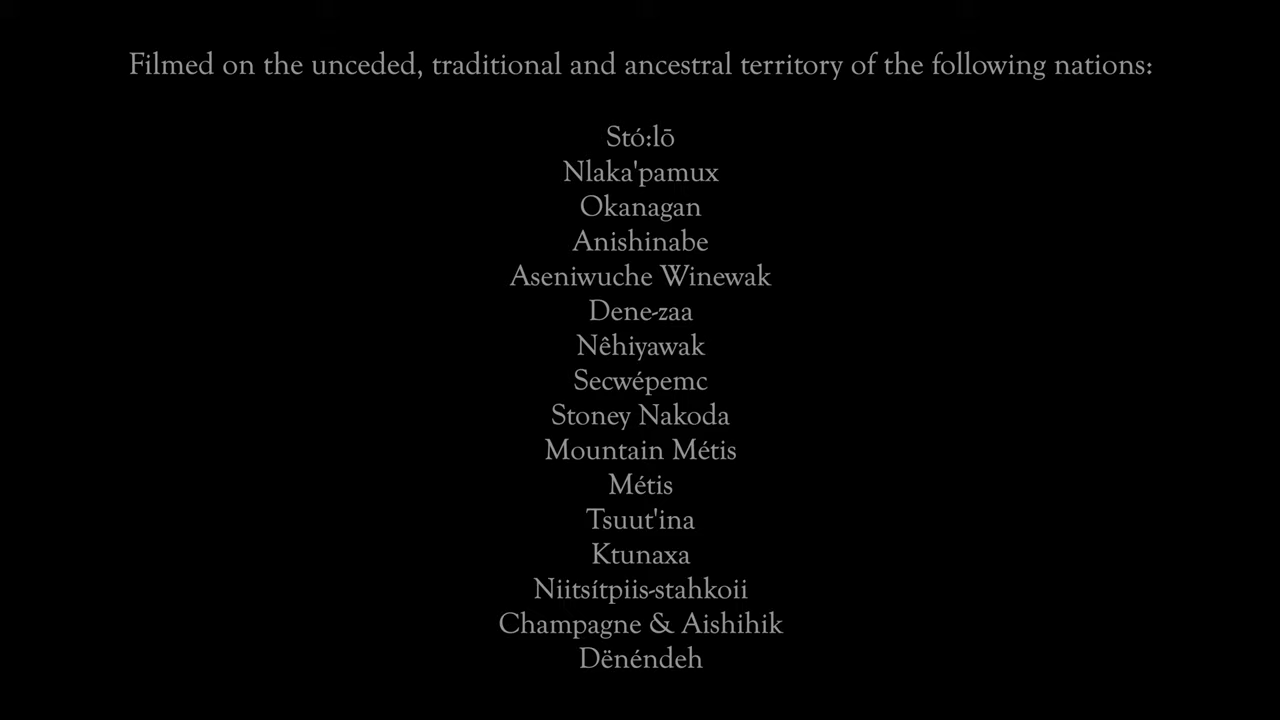 Filmed on the unceded, traditional and ancestral territory of the following nations:
Stó:lō
Nlaka'pamux
Okanagan
Anishinabe
Aseniwuche Winewak
Dene-zaa
Nêhiyawak
Secwépemc
Stoney Nakoda
Mountain Métis
Métis
Tsuut'ina
Ktunaxa
Niitsítpiis-stahkoii
Champagne & Aishihik
Dënéndeh